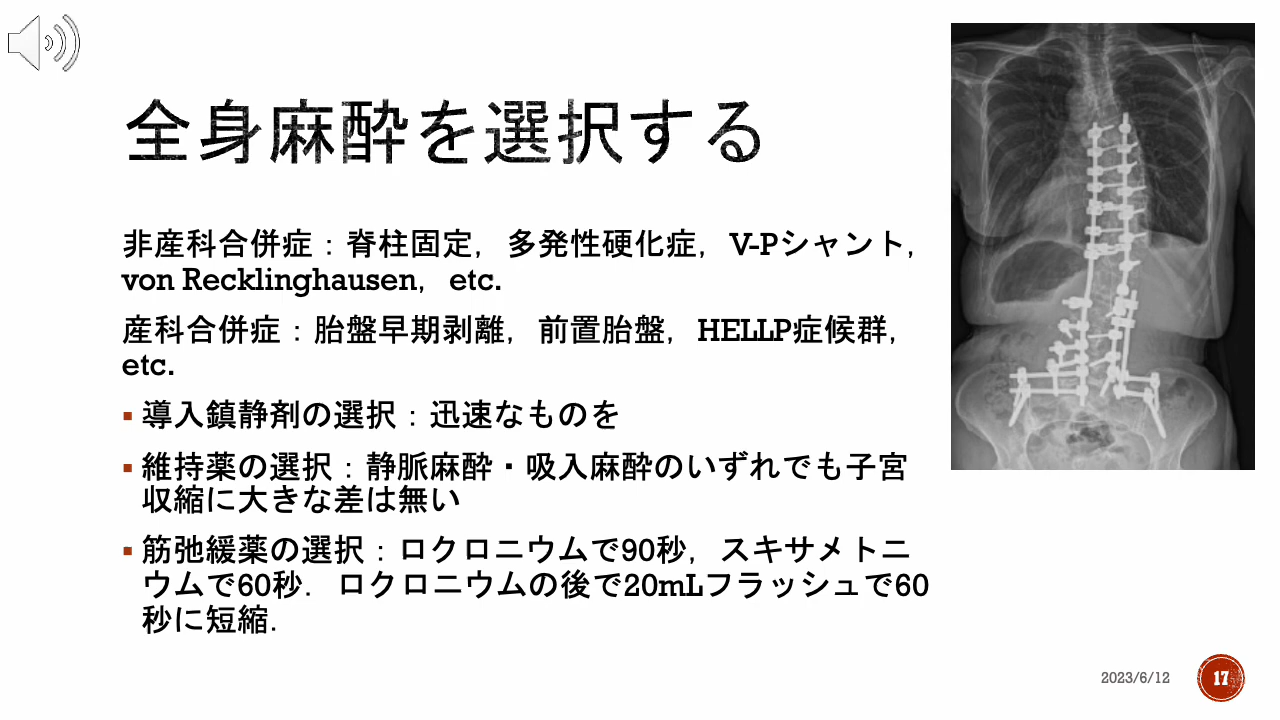 全身麻酔を選択する
非産科合併症：脊柱固定，多発性硬化症，V-Pシャント，
von Recklinghausen，etc.
産科合併症：胎盤早期剥離，前置胎盤，HELLP症候群，
etc.
▪ 導入鎮静剤の選択：迅速なものを
▪ 維持薬の選択：静脈麻酔・吸入麻酔のいずれでも子宮
収縮に大きな差は無い
▪ 筋弛緩薬の選択：ロクロニウムで90秒，スキサメトニ
ウムで60秒．ロクロニウムの後で20mLフラッシュで60
秒に短縮．
2023/6/12
17